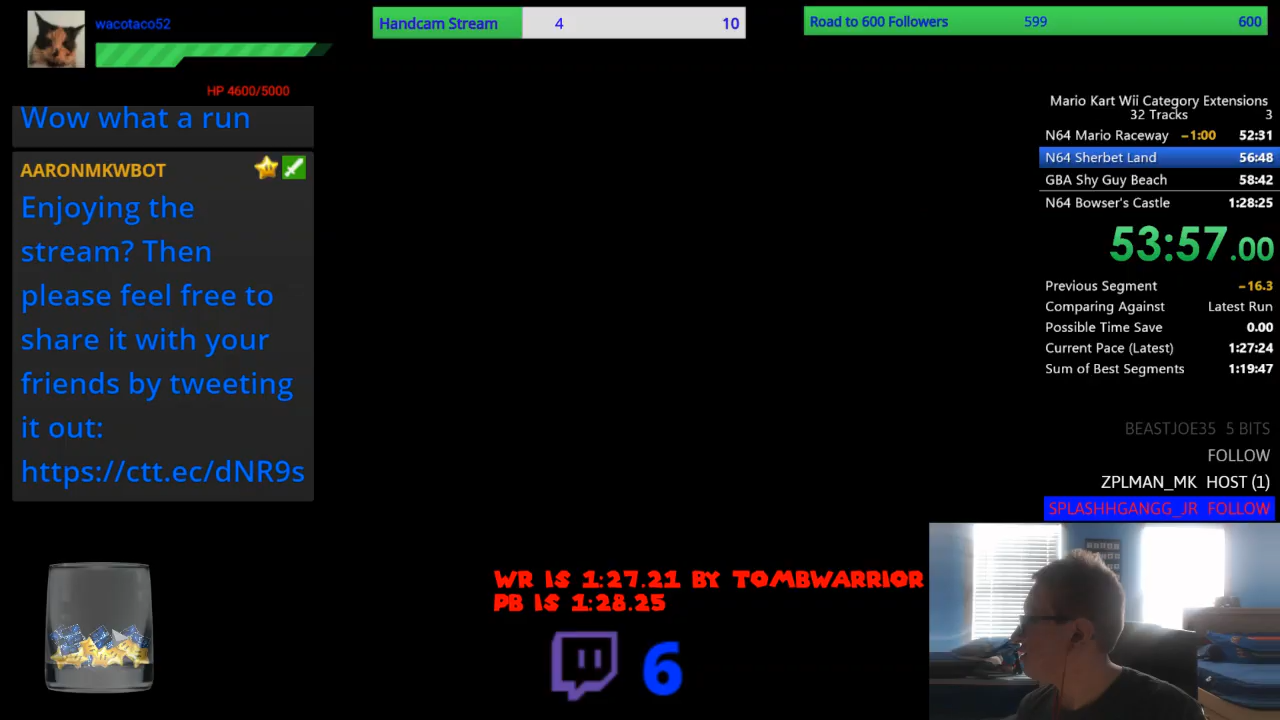 wacotaco52
HP 4600/5000
Handcam Stream 4 10
Road to 600 Followers 599 600
Wow what a run
AARONMKWBOT
Enjoying the
stream? Then
please feel free to
share it with your
friends by tweeting
it out:
https://ctt.ec/dNR9s
Mario Kart Wii Category Extensions
32 Tracks 3
N64 Mario Raceway −1:00 52:31
N64 Sherbet Land 56:48
GBA Shy Guy Beach 58:42
N64 Bowser's Castle 1:28:25
53:57.00
Previous Segment −16.3
Comparing Against Latest Run
Possible Time Save 0.00
Current Pace (Latest) 1:27:24
Sum of Best Segments 1:19:47
BEASTJOE35 5 BITS
FOLLOW
ZPLMAN_MK HOST (1)
SPLASHHGANGG_JR FOLLOW
WR IS 1:27.21 BY TOMBWARRIOR
PB IS 1:28.25
6